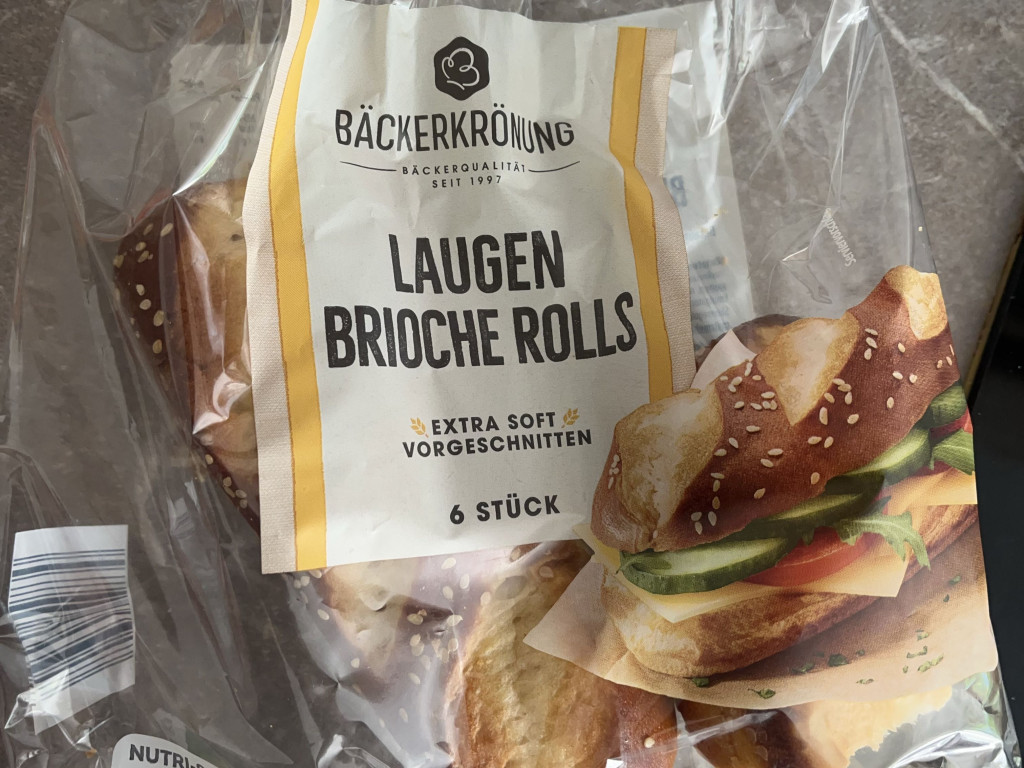 BÄCKERKRÖNUNG
BÄCKERQUALITÄT
SEIT 1997
LAUGEN
BRIOCHE ROLLS
EXTRA SOFT
VORGESCHNITTEN
6 STÜCK